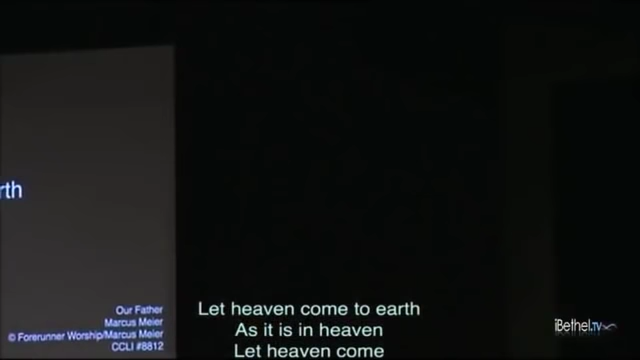 rth
Our Father
Marcus Meier
© Forerunner Worship/Marcus Meier
CCLI #8812
Let heaven come to earth
As it is in heaven
Let heaven come
iBethel.tv